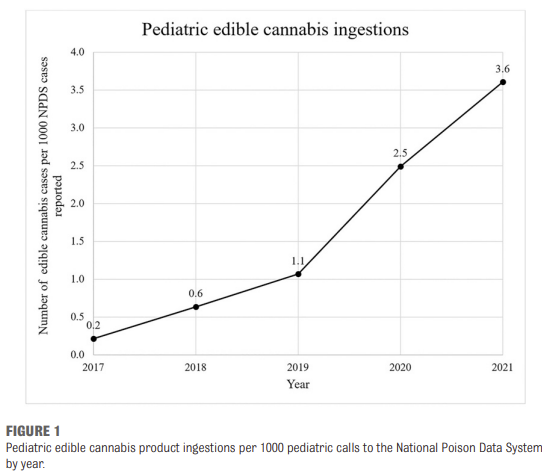 Pediatric edible cannabis ingestions
Number of edible cannabis cases per 1000 NPDS cases
reported
4.0
3.5
3.0
2.5
2.0
1.5
1.0
0.5
0.0
0.2
0.6
1.1
2.5
3.6
2017
2018
2019
2020
2021
Year
FIGURE 1
Pediatric edible cannabis product ingestions per 1000 pediatric calls to the National Poison Data System
by year.